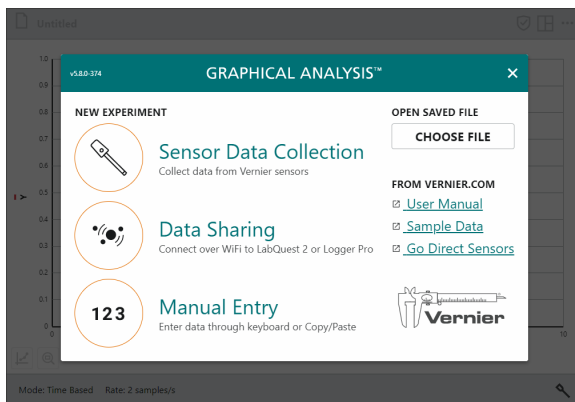 Untitled
v5.8.0-374
GRAPHICAL ANALYSIS™
NEW EXPERIMENT
Sensor Data Collection
Collect data from Vernier sensors
Data Sharing
Connect over WiFi to LabQuest 2 or Logger Pro
123
Manual Entry
Enter data through keyboard or Copy/Paste
OPEN SAVED FILE
CHOOSE FILE
FROM VERNIER.COM
User Manual
Sample Data
Go Direct Sensors
Vernier
1.0
0.9
0.8
0.7
0.6
0.5
0.4
0.3
0.2
0.1
0
0
10
Y
Mode: Time Based Rate: 2 samples/s